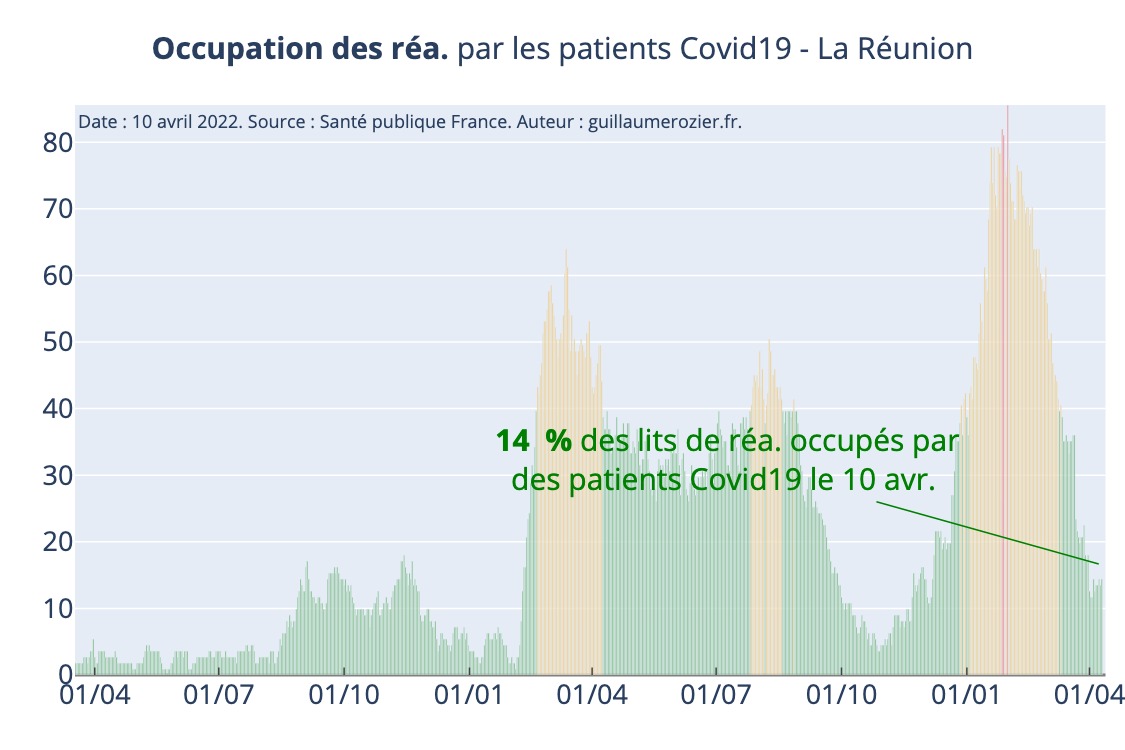 Occupation des réa. par les patients Covid19 - La Réunion
Date : 10 avril 2022. Source : Santé publique France. Auteur : guillaumerozier.fr.
80
70
60
50
40
14 % des lits de réa. occupés par
30
des patients Covid19 le 10 avr.
20
10
0
01/04 01/07 01/10 01/01 01/04 01/07 01/10 01/01 01/04